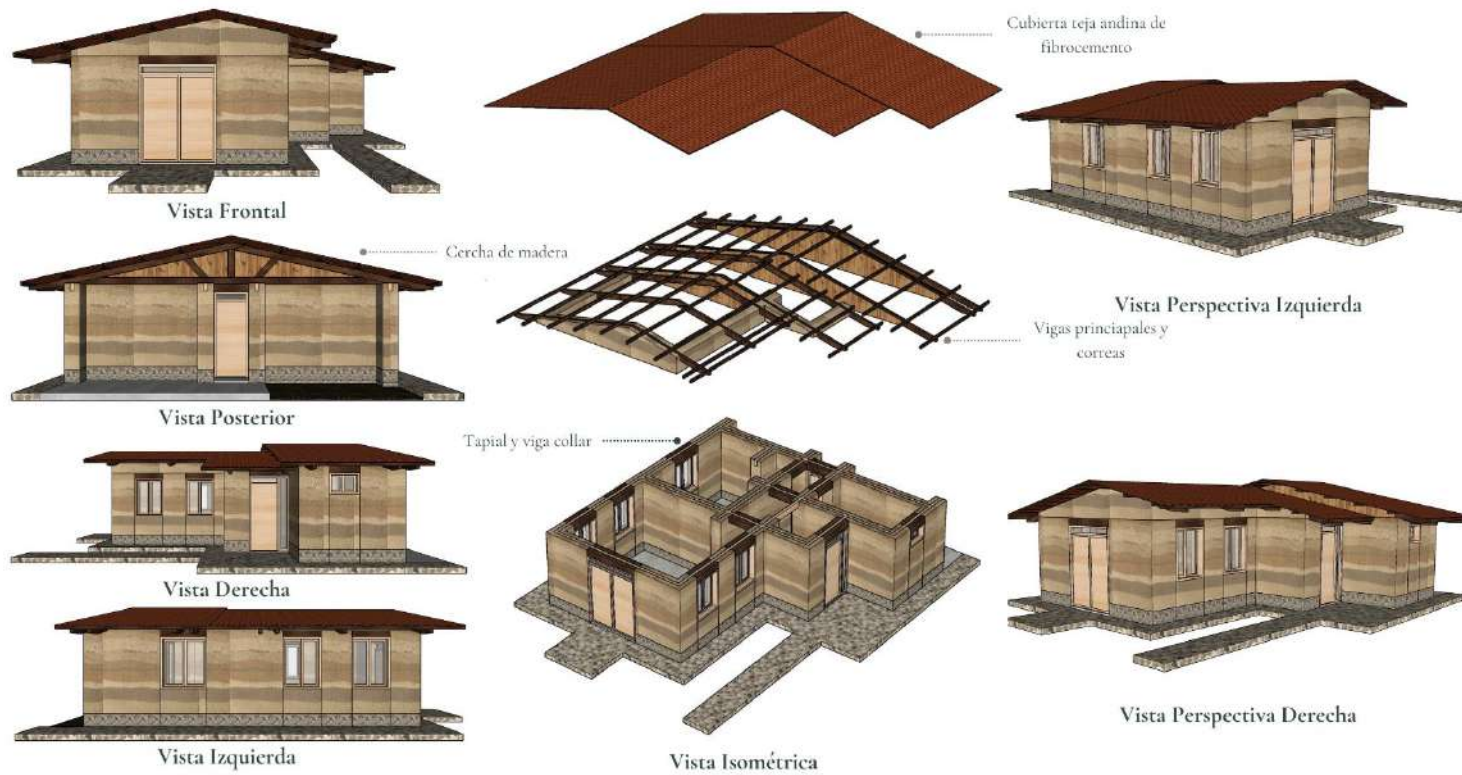 Cubierta teja andina de
fibrocemento
Vista Frontal
Cercha de madera
Vista Perspectiva Izquierda
Vigas princiapales y
correas
Vista Posterior
Tapial y viga collar
Vista Derecha
Vista Perspectiva Derecha
Vista Izquierda
Vista Isométrica